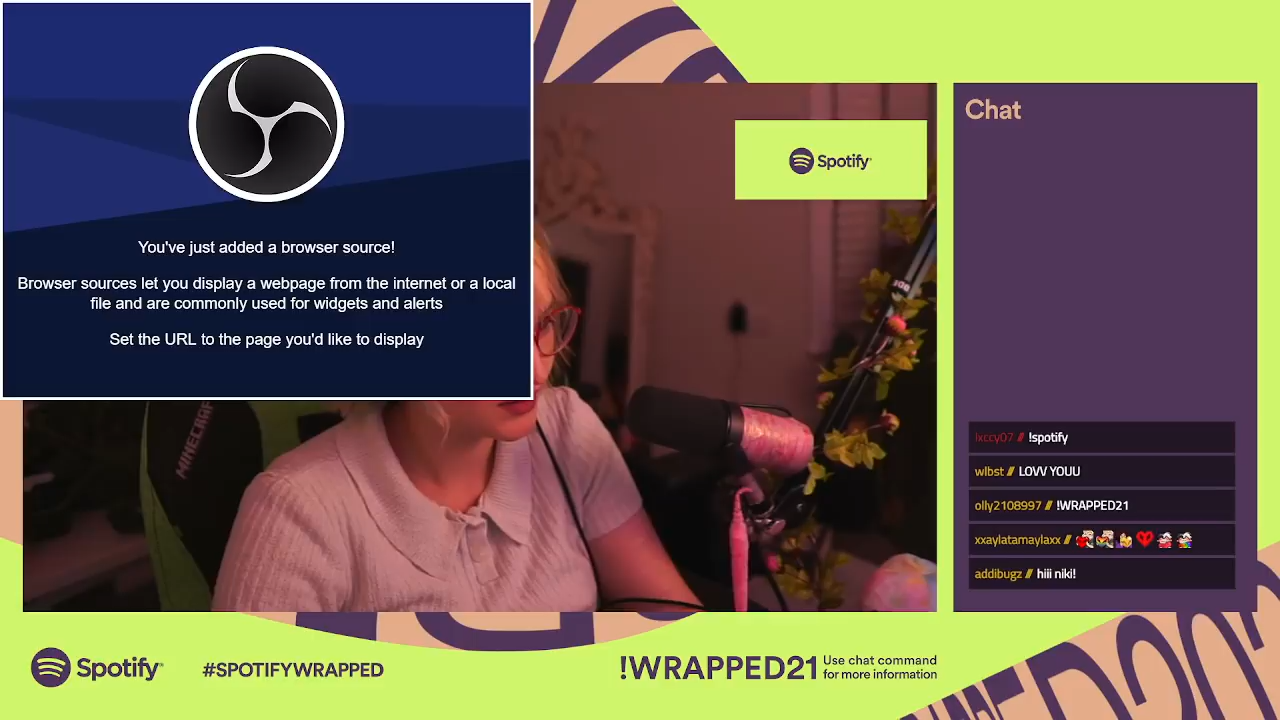 You've just added a browser source!
Browser sources let you display a webpage from the internet or a local
file and are commonly used for widgets and alerts
Set the URL to the page you'd like to display
Spotify
Chat
lxccy07 // !spotify
wlbst // LOVV YOUU
olly2108997 // !WRAPPED21
xxaylatamaylaxx //
addibugz // hiii niki!
MINECRAFT
Spotify
#SPOTIFYWRAPPED
!WRAPPED21
Use chat command
for more information